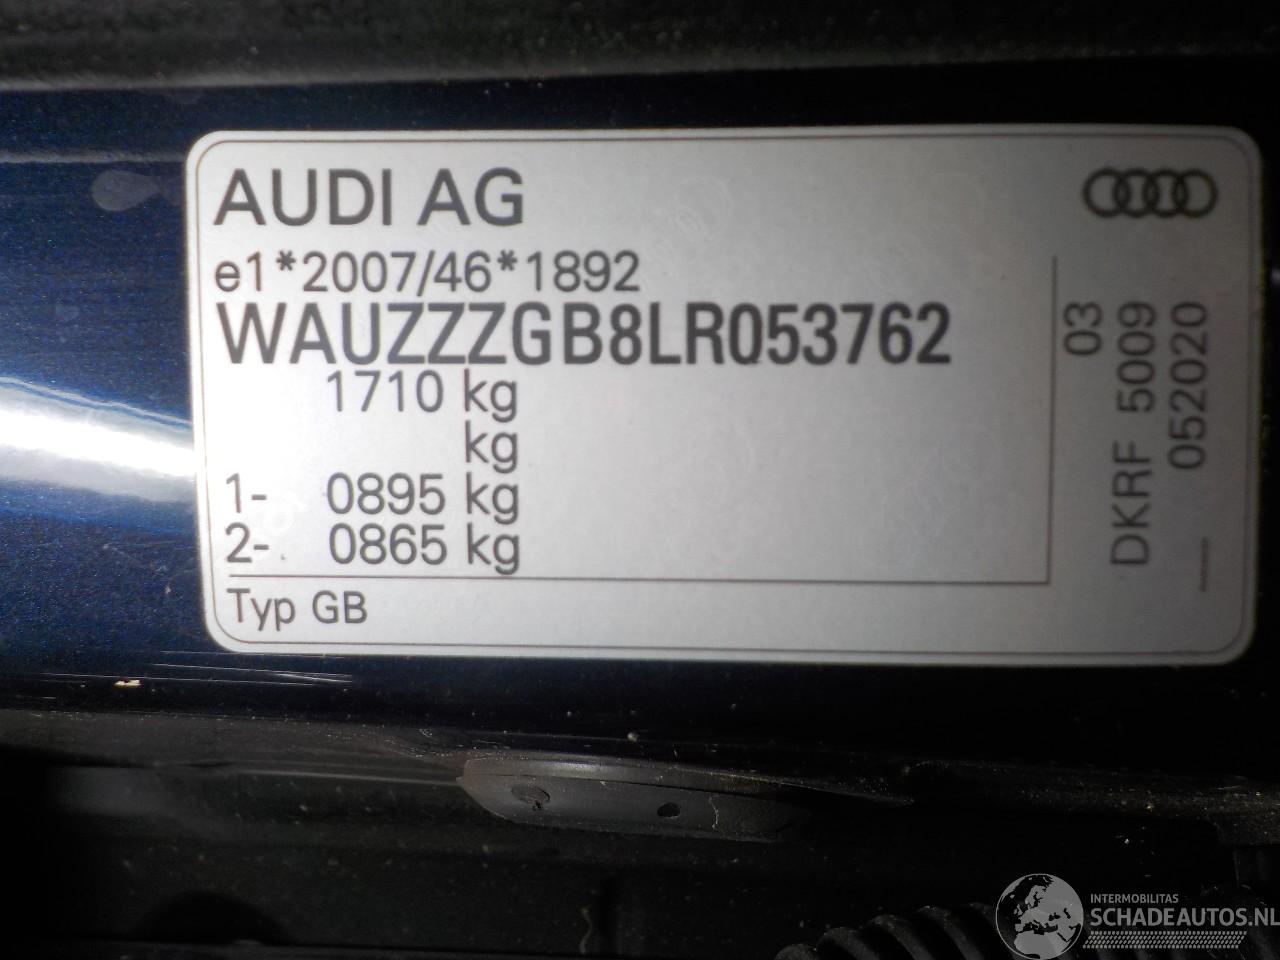 AUDI AG
e1*2007/46*1892
WAUZZZGB8LR053762
1710 kg
kg
1- 0895 kg
2- 0865 kg
Typ GB
03
DKRF 5009
052020
INTERMOBILITAS
SCHADEAUTOS.NL